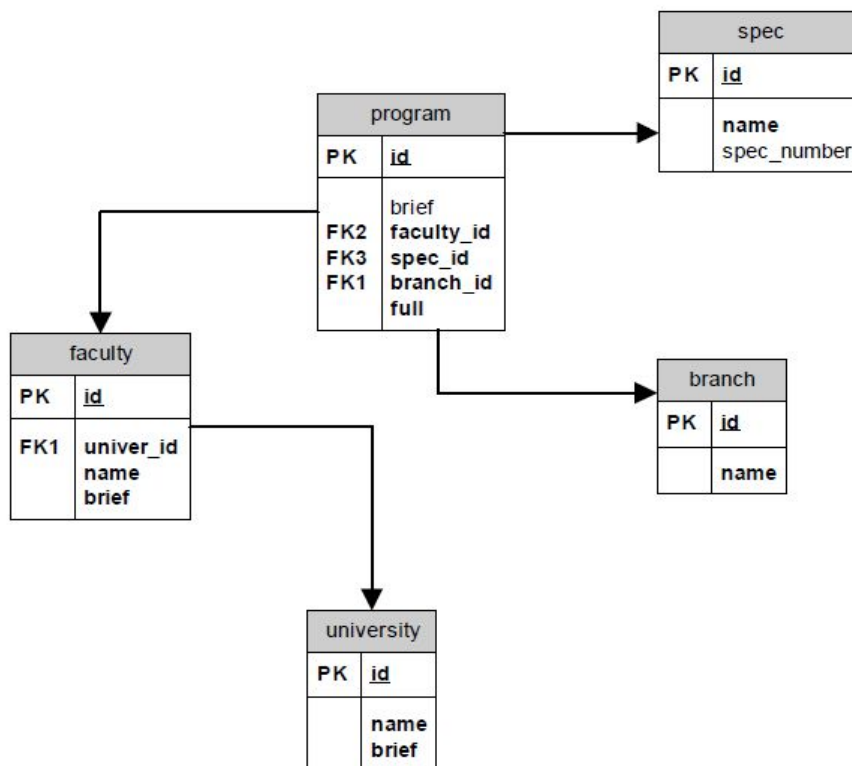 spec
PK id
name
spec_number
program
PK id
brief
FK2 faculty_id
FK3 spec_id
FK1 branch_id
full
faculty
PK id
FK1 univer_id
name
brief
branch
PK id
name
university
PK id
name
brief